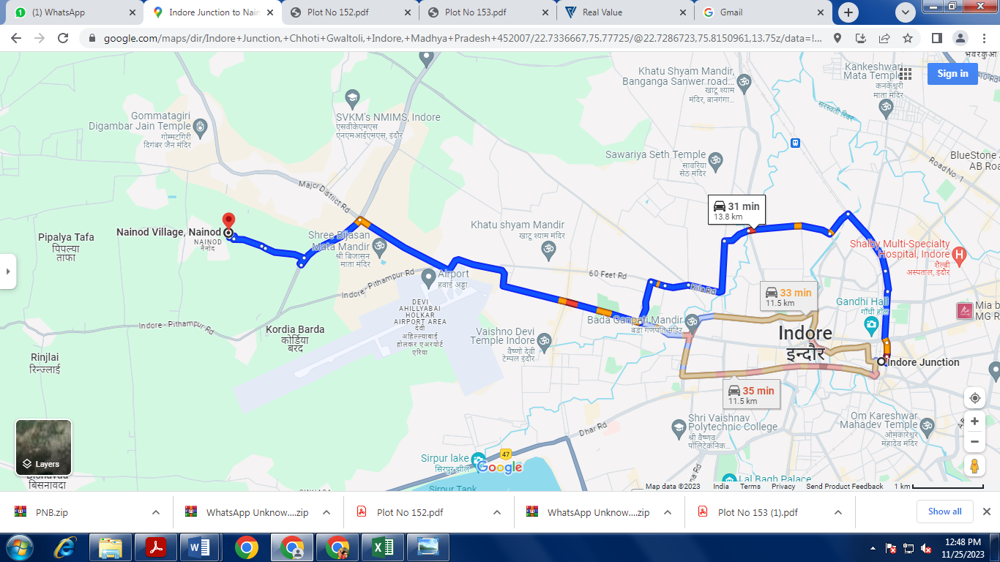 (1) WhatsApp
Indore Junction to Nain
Plot No 152.pdf
Plot No 153.pdf
Real Value
Gmail
google.com/maps/dir/Indore+Junction,+Chhoti+Gwaltoli,+Indore,+Madhya+Pradesh+452007/22.7336667,75.77725/@22.7286723,75.8150961,13.75z/data=!...
Sign in
भंवरकुआं
Kankeshwari
Mata Temple
कनकेश्वरी
माता मंदिर
Khatu Shyam Mandir,
Banganga Sanwer road...
खाटू श्याम
मंदिर, बाणगंगा...
सरस्वती रिवर
SVKM's NMIMS, Indore
एसवीकेएमएस
एनएमआईएमएस, इंदौर
Gommatagiri
Digambar Jain Temple
गोम्मटगिरी
दिगंबर जैन मंदिर
Sawariya Seth Temple
सावरिया
सेठ मंदिर
BlueStone J
AB Roa
Road No. 1
Major District Rd
31 min
13.8 km
Khatu shyam Mandir
खाटू श्याम मंदिर
Nainod Village, Nainod
NAINOD
नैनोद
Pipalya Tafa
पिपल्या
ताफा
Shree Bijasan
Mata Mandir
श्री बिजासन
माता मंदिर
Shalby Multi-Specialty
Hospital, Indore
शैल्बी
अस्पताल, इंदौर
Airport
हवाई अड्डा
60 Feet Rd
Indore-Pithampur Rd
Kila Rd
33 min
11.5 km
Gandhi Hall
गाँधी हॉल
Mia b
MG R
DEVI
AHILLYABAI
HOLKAR
AIRPORT AREA
देवी
अहिल्याबाई
होलकर एअरपोर्ट
एरिया
Bada Ganpati Mandir
बडा गणपति मंदिर
Indore - Pithampur Rd
Kordia Barda
कोर्डिया
बरदा
Vaishno Devi
Temple Indore
वैष्णो देवी
टेम्पल इंदौर
Indore
इन्दौर
Rinjlai
रिन्ज्लाई
Indore Junction
35 min
11.5 km
Shri Vaishnav
Polytechnic College
श्री वैष्णव
पॉलिटेकनिक...
Om Kareshwar
Mahadev Temple
ओमकारेश्वर
महादेव मंदिर
Dhar Rd
Sirpur lake
सिरपुर झील
47
Google
Layers
बिसनावदा
Sirpur Tank
Lal Bagh Palace
Map data ©2023 India Terms Privacy Send Product Feedback 1 km
PNB.zip
WhatsApp Unknow....zip
Plot No 152.pdf
WhatsApp Unknow....zip
Plot No 153 (1).pdf
Show all
12:48 PM
11/25/2023